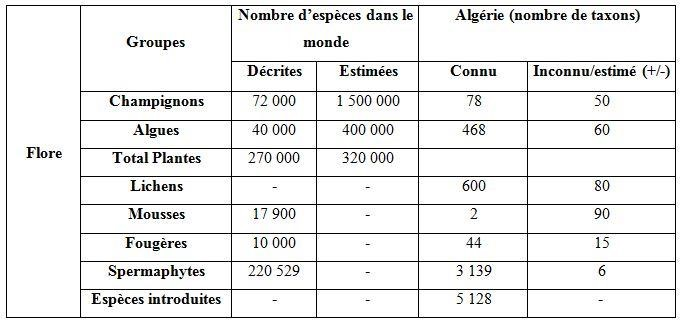 Flore
Groupes
Nombre d’espèces dans le
monde
Algérie (nombre de taxons)
Décrites Estimées Connu Inconnu/estimé (+/-)
Champignons 72 000 1 500 000 78 50
Algues 40 000 400 000 468 60
Total Plantes 270 000 320 000
Lichens - - 600 80
Mousses 17 900 - 2 90
Fougères 10 000 - 44 15
Spermaphytes 220 529 - 3 139 6
Espèces introduites - - 5 128 -